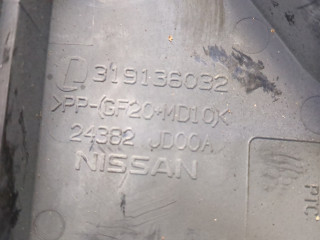 D 319136032
>PP-(GF20+MD10)<
24382 JD00A
NISSAN